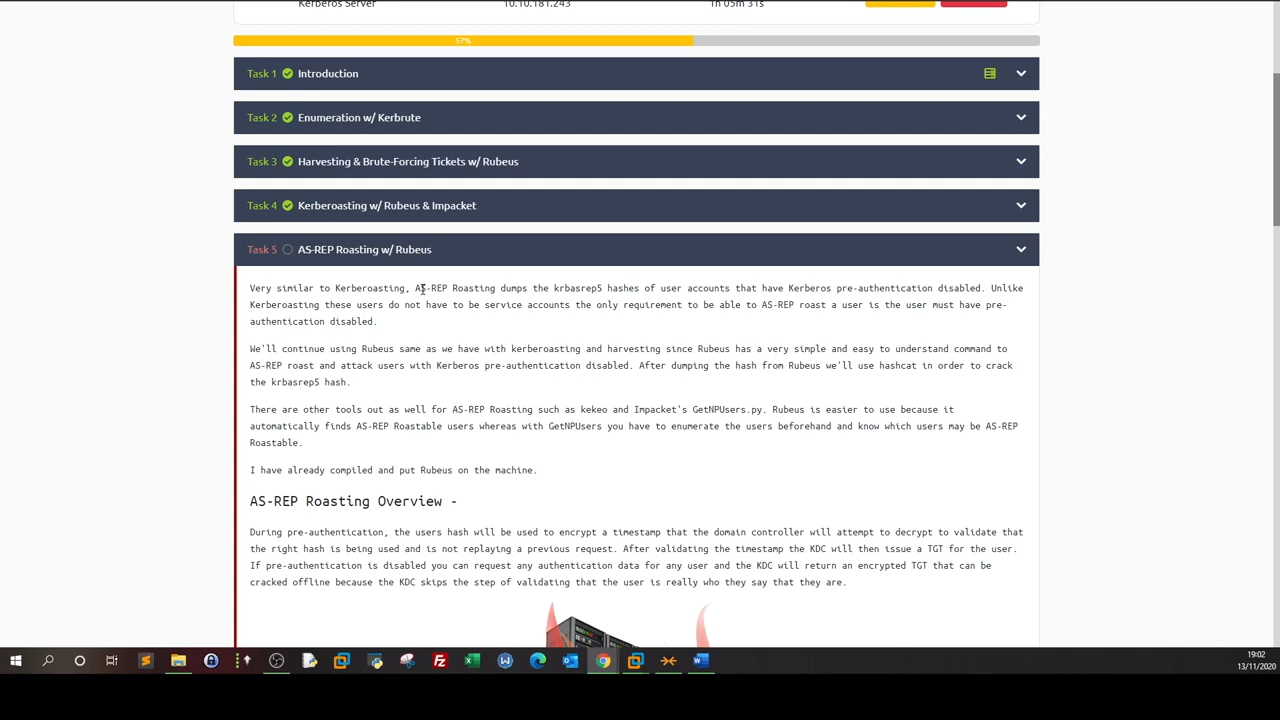 Kerberos Server 10.10.181.243 1h 05m 31s
57%
Task 1 Introduction
Task 2 Enumeration w/ Kerbrute
Task 3 Harvesting & Brute-Forcing Tickets w/ Rubeus
Task 4 Kerberoasting w/ Rubeus & Impacket
Task 5 AS-REP Roasting w/ Rubeus
Very similar to Kerberoasting, AS-REP Roasting dumps the krbasrep5 hashes of user accounts that have Kerberos pre-authentication disabled. Unlike
Kerberoasting these users do not have to be service accounts the only requirement to be able to AS-REP roast a user is the user must have pre-
authentication disabled.
We'll continue using Rubeus same as we have with kerberoasting and harvesting since Rubeus has a very simple and easy to understand command to
AS-REP roast and attack users with Kerberos pre-authentication disabled. After dumping the hash from Rubeus we'll use hashcat in order to crack
the krbasrep5 hash.
There are other tools out as well for AS-REP Roasting such as kekeo and Impacket's GetNPUsers.py. Rubeus is easier to use because it
automatically finds AS-REP Roastable users whereas with GetNPUsers you have to enumerate the users beforehand and know which users may be AS-REP
Roastable.
I have already compiled and put Rubeus on the machine.
AS-REP Roasting Overview -
During pre-authentication, the users hash will be used to encrypt a timestamp that the domain controller will attempt to decrypt to validate that
the right hash is being used and is not replaying a previous request. After validating the timestamp the KDC will then issue a TGT for the user.
If pre-authentication is disabled you can request any authentication data for any user and the KDC will return an encrypted TGT that can be
cracked offline because the KDC skips the step of validating that the user is really who they say that they are.
19:02
13/11/2020